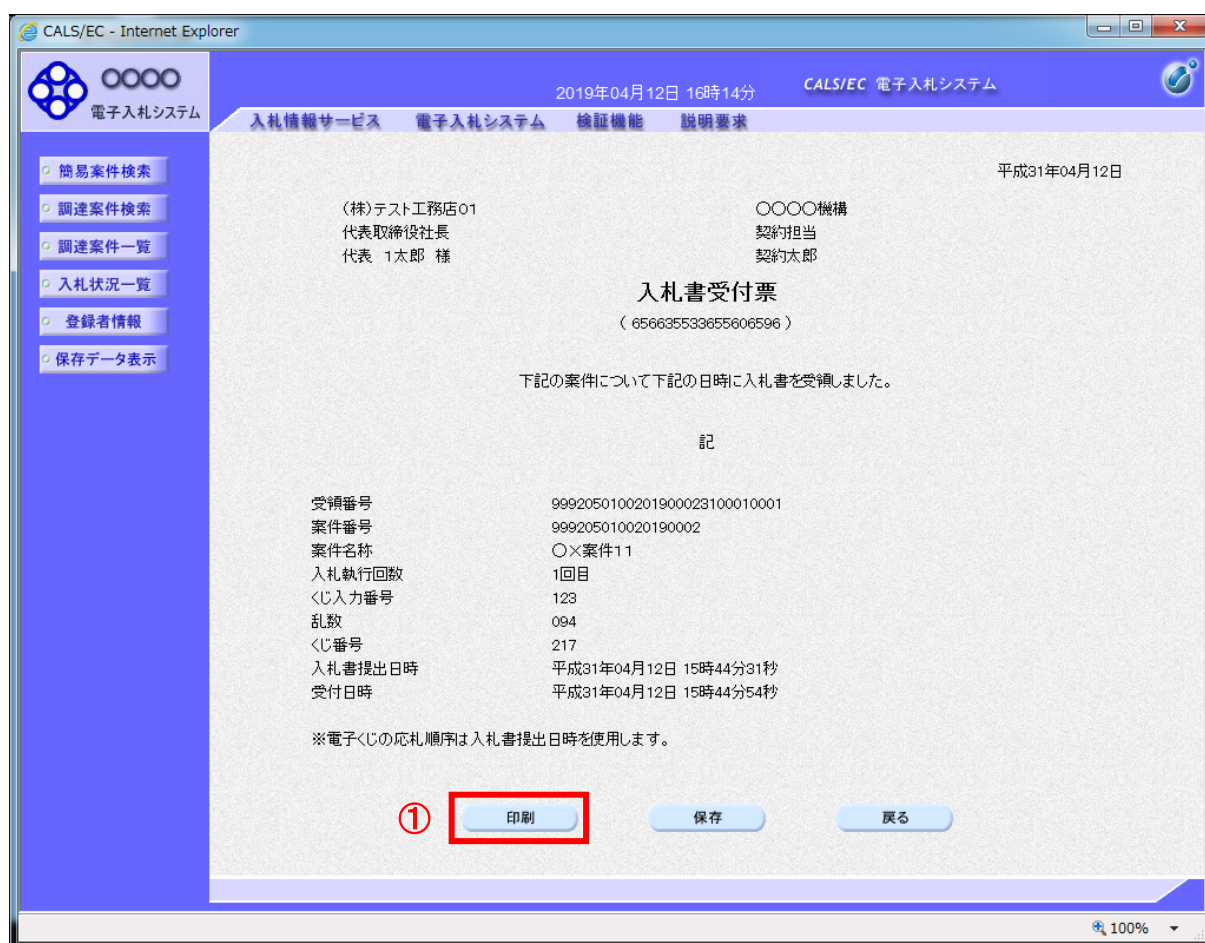 CALS/EC - Internet Explorer
○○○○
電子入札システム
2019年04月12日 16時14分
CALS/EC 電子入札システム
入札情報サービス 電子入札システム 検証機能 説明要求
簡易案件検索
調達案件検索
調達案件一覧
入札状況一覧
登録者情報
保存データ表示
平成31年04月12日
(株)テスト工務店01
代表取締役社長
代表 1太郎 様
○○○○機構
契約担当
契約太郎
入札書受付票
( 656635533655606596 )
下記の案件について下記の日時に入札書を受領しました。
記
受領番号 9992050100201900023100010001
案件番号 999205010020190002
案件名称 ○×案件11
入札執行回数 1回目
くじ入力番号 123
乱数 094
くじ番号 217
入札書提出日時 平成31年04月12日 15時44分31秒
受付日時 平成31年04月12日 15時44分54秒
※電子くじの応札順序は入札書提出日時を使用します。
① 印刷 保存 戻る
100%